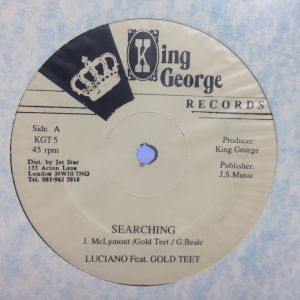 King
George
RECORDS
Side A
KGT 5
45 rpm
Dist. by Jet Star
155 Acton Lane
London NW10 7NQ
Tel. 081-961 5818
Producer:
King George
Publisher:
J.S.Music
SEARCHING
J. McLymont /Gold Teet / G.Beale
LUCIANO Feat. GOLD TEET